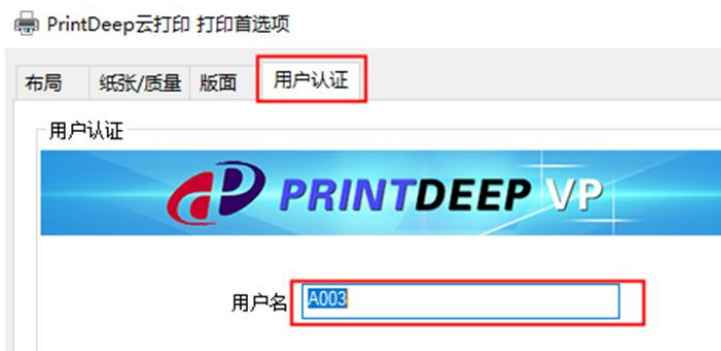 PrintDeep云打印 打印首选项
布局 纸张/质量 版面 用户认证
用户认证
PRINTDEEP VP
用户名 A003